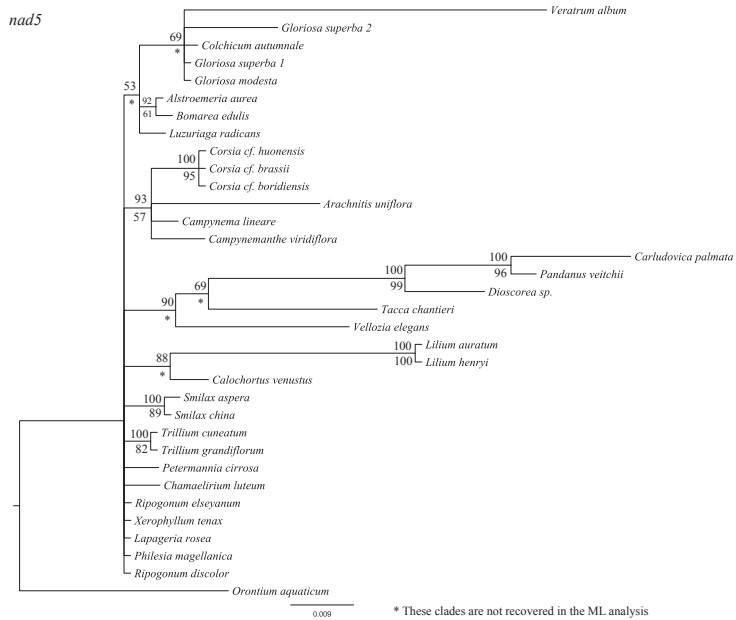 nad5
Veratrum album
Gloriosa superba 2
69
Colchicum autumnale
*
Gloriosa superba 1
Gloriosa modesta
53
*
92
Alstroemeria aurea
61
Bomarea edulis
Luzuriaga radicans
Corsia cf. huonensis
100
Corsia cf. brassii
95
Corsia cf. boridiensis
93
Arachnitis uniflora
57
Campynema lineare
Campynemanthe viridiflora
100
Carludovica palmata
96
Pandanus veitchii
100
99
Dioscorea sp.
69
*
Tacca chantieri
90
*
Vellozia elegans
100
Lilium auratum
100
Lilium henryi
88
*
Calochortus venustus
100
Smilax aspera
89
Smilax china
100
Trillium cuneatum
82
Trillium grandiflorum
Petermannia cirrosa
Chamaelirium luteum
Ripogonum elseyanum
Xerophyllum tenax
Lapageria rosea
Philesia magellanica
Ripogonum discolor
Orontium aquaticum
0.009
* These clades are not recovered in the ML analysis